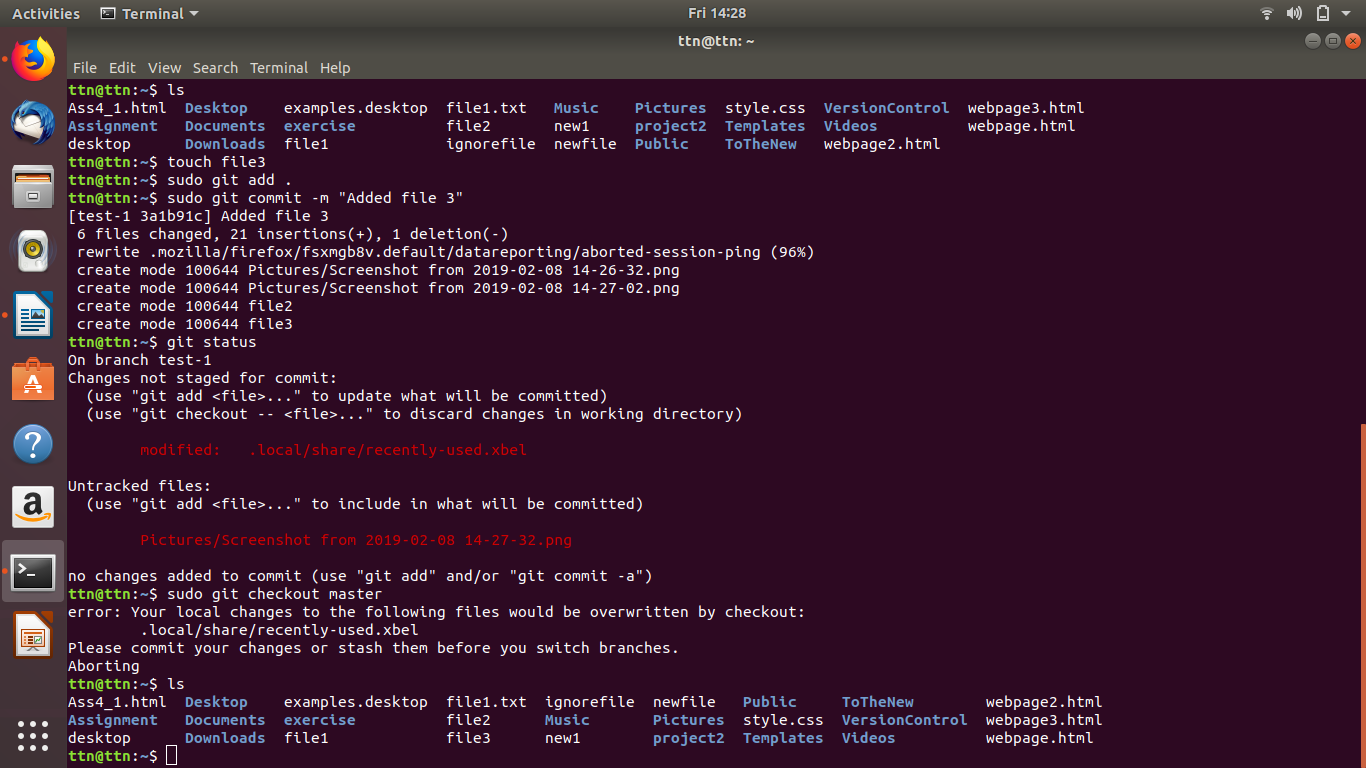 Activities Terminal Fri 14:28
ttn@ttn: ~
File Edit View Search Terminal Help
ttn@ttn:~$ ls
Ass4_1.html Desktop examples.desktop file1.txt Music Pictures style.css VersionControl webpage3.html
Assignment Documents exercise file2 new1 project2 Templates Videos webpage.html
desktop Downloads file1 ignorefile newfile Public ToTheNew webpage2.html
ttn@ttn:~$ touch file3
ttn@ttn:~$ sudo git add .
ttn@ttn:~$ sudo git commit -m "Added file 3"
[test-1 3a1b91c] Added file 3
 6 files changed, 21 insertions(+), 1 deletion(-)
 rewrite .mozilla/firefox/fsxmgb8v.default/datareporting/aborted-session-ping (96%)
 create mode 100644 Pictures/Screenshot from 2019-02-08 14-26-32.png
 create mode 100644 Pictures/Screenshot from 2019-02-08 14-27-02.png
 create mode 100644 file2
 create mode 100644 file3
ttn@ttn:~$ git status
On branch test-1
Changes not staged for commit:
  (use "git add <file>..." to update what will be committed)
  (use "git checkout -- <file>..." to discard changes in working directory)
        modified:   .local/share/recently-used.xbel
Untracked files:
  (use "git add <file>..." to include in what will be committed)
        Pictures/Screenshot from 2019-02-08 14-27-32.png
no changes added to commit (use "git add" and/or "git commit -a")
ttn@ttn:~$ sudo git checkout master
error: Your local changes to the following files would be overwritten by checkout:
        .local/share/recently-used.xbel
Please commit your changes or stash them before you switch branches.
Aborting
ttn@ttn:~$ ls
Ass4_1.html Desktop examples.desktop file1.txt ignorefile newfile Public ToTheNew webpage2.html
Assignment Documents exercise file2 Music Pictures style.css VersionControl webpage3.html
desktop Downloads file1 file3 new1 project2 Templates Videos webpage.html
ttn@ttn:~$